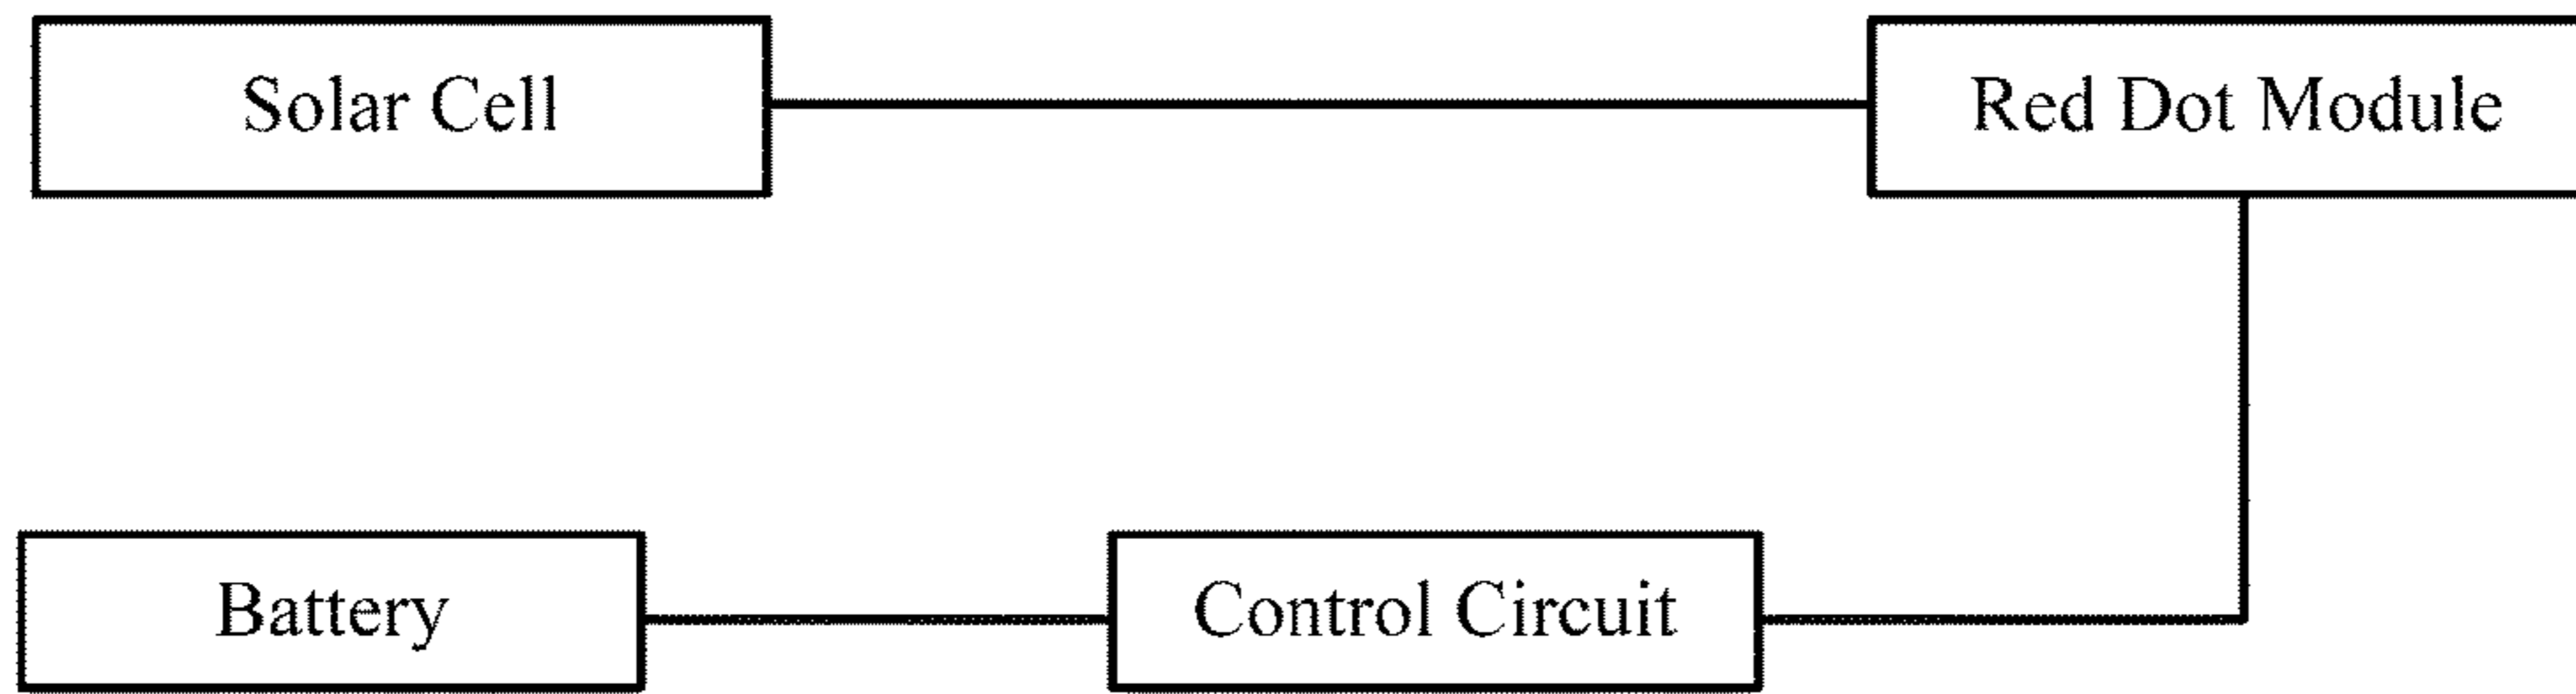 Solar Cell
Red Dot Module
Battery
Control Circuit